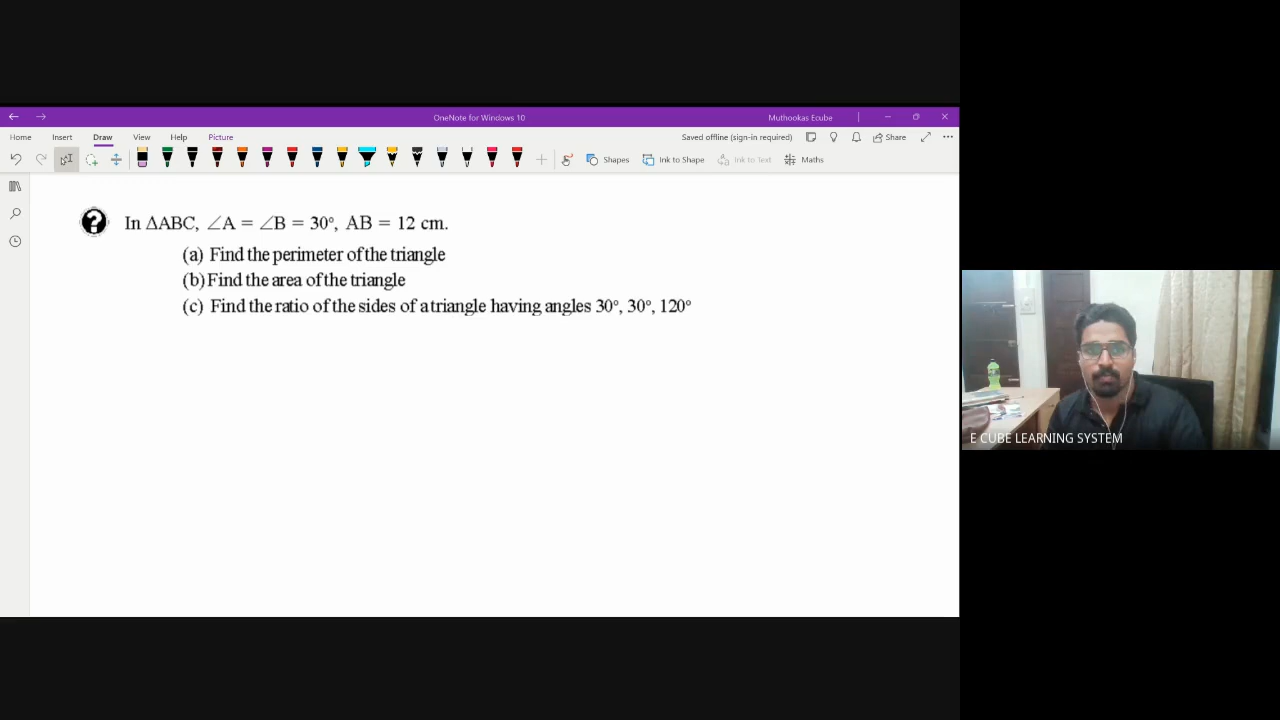 OneNote for Windows 10
Muthookas Ecube
Home Insert Draw View Help Picture
Saved offline (sign-in required) Share
Shapes Ink to Shape Ink to Text Maths
? In ΔABC, ∠A = ∠B = 30°, AB = 12 cm.
(a) Find the perimeter of the triangle
(b) Find the area of the triangle
(c) Find the ratio of the sides of a triangle having angles 30°, 30°, 120°
E CUBE LEARNING SYSTEM